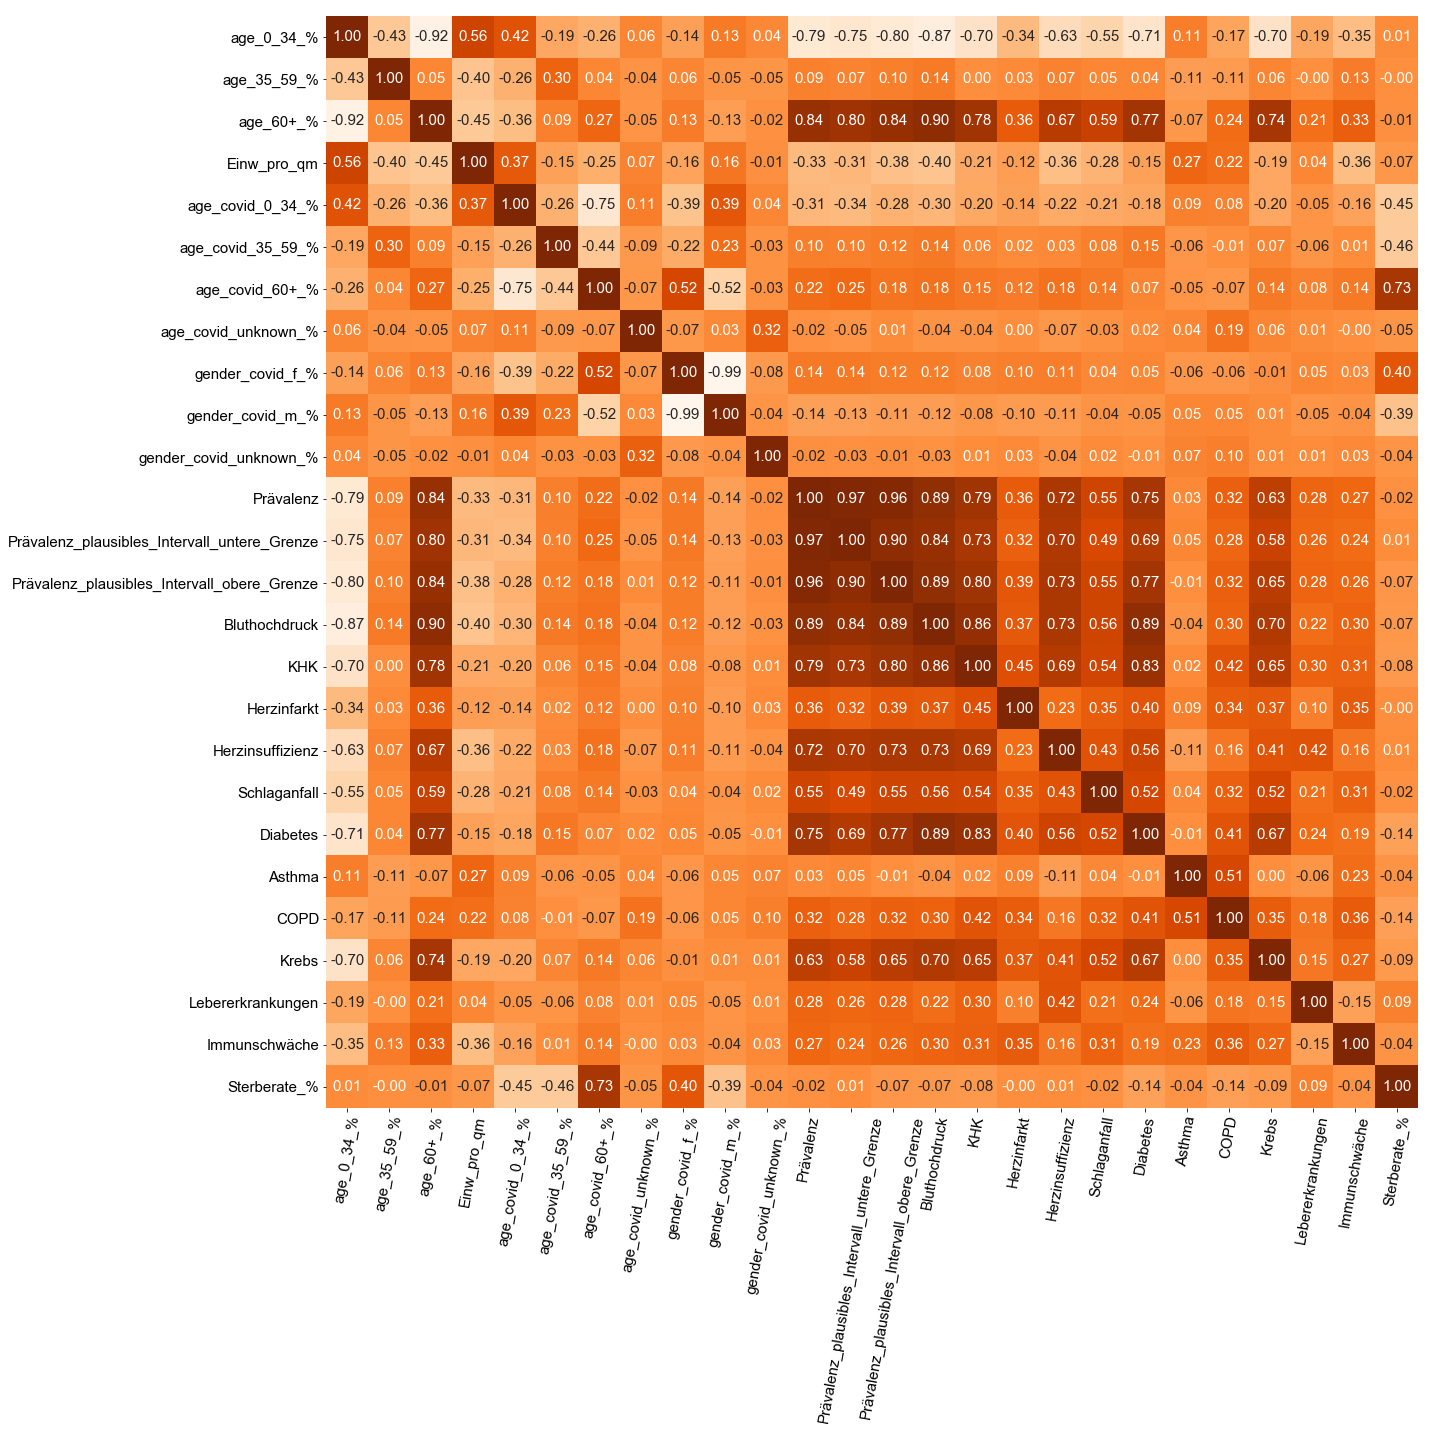 age_0_34_% 1.00 -0.43 -0.92 0.56 0.42 -0.19 -0.26 0.06 -0.14 0.13 0.04 -0.79 -0.75 -0.80 -0.87 -0.70 -0.34 -0.63 -0.55 -0.71 0.11 -0.17 -0.70 -0.19 -0.35 0.01
age_35_59_% -0.43 1.00 0.05 -0.40 -0.26 0.30 0.04 -0.04 0.06 -0.05 -0.05 0.09 0.07 0.10 0.14 0.00 0.03 0.07 0.05 0.04 -0.11 -0.11 0.06 -0.00 0.13 -0.00
age_60+_% -0.92 0.05 1.00 -0.45 -0.36 0.09 0.27 -0.05 0.13 -0.13 -0.02 0.84 0.80 0.84 0.90 0.78 0.36 0.67 0.59 0.77 -0.07 0.24 0.74 0.21 0.33 -0.01
Einw_pro_qm 0.56 -0.40 -0.45 1.00 0.37 -0.15 -0.25 0.07 -0.16 0.16 -0.01 -0.33 -0.31 -0.38 -0.40 -0.21 -0.12 -0.36 -0.28 -0.15 0.27 0.22 -0.19 0.04 -0.36 -0.07
age_covid_0_34_% 0.42 -0.26 -0.36 0.37 1.00 -0.26 -0.75 0.11 -0.39 0.39 0.04 -0.31 -0.34 -0.28 -0.30 -0.20 -0.14 -0.22 -0.21 -0.18 0.09 0.08 -0.20 -0.05 -0.16 -0.45
age_covid_35_59_% -0.19 0.30 0.09 -0.15 -0.26 1.00 -0.44 -0.09 -0.22 0.23 -0.03 0.10 0.10 0.12 0.14 0.06 0.02 0.03 0.08 0.15 -0.06 -0.01 0.07 -0.06 0.01 -0.46
age_covid_60+_% -0.26 0.04 0.27 -0.25 -0.75 -0.44 1.00 -0.07 0.52 -0.52 -0.03 0.22 0.25 0.18 0.18 0.15 0.12 0.18 0.14 0.07 -0.05 -0.07 0.14 0.08 0.14 0.73
age_covid_unknown_% 0.06 -0.04 -0.05 0.07 0.11 -0.09 -0.07 1.00 -0.07 0.03 0.32 -0.02 -0.05 0.01 -0.04 -0.04 0.00 -0.07 -0.03 0.02 0.04 0.19 0.06 0.01 -0.00 -0.05
gender_covid_f_% -0.14 0.06 0.13 -0.16 -0.39 -0.22 0.52 -0.07 1.00 -0.99 -0.08 0.14 0.14 0.12 0.12 0.08 0.10 0.11 0.04 0.05 -0.06 -0.06 -0.01 0.05 0.03 0.40
gender_covid_m_% 0.13 -0.05 -0.13 0.16 0.39 0.23 -0.52 0.03 -0.99 1.00 -0.04 -0.14 -0.13 -0.11 -0.12 -0.08 -0.10 -0.11 -0.04 -0.05 0.05 0.05 0.01 -0.05 -0.04 -0.39
gender_covid_unknown_% 0.04 -0.05 -0.02 -0.01 0.04 -0.03 -0.03 0.32 -0.08 -0.04 1.00 -0.02 -0.03 -0.01 -0.03 0.01 0.03 -0.04 0.02 -0.01 0.07 0.10 0.01 0.01 0.03 -0.04
Prävalenz -0.79 0.09 0.84 -0.33 -0.31 0.10 0.22 -0.02 0.14 -0.14 -0.02 1.00 0.97 0.96 0.89 0.79 0.36 0.72 0.55 0.75 0.03 0.32 0.63 0.28 0.27 -0.02
Prävalenz_plausibles_Intervall_untere_Grenze -0.75 0.07 0.80 -0.31 -0.34 0.10 0.25 -0.05 0.14 -0.13 -0.03 0.97 1.00 0.90 0.84 0.73 0.32 0.70 0.49 0.69 0.05 0.28 0.58 0.26 0.24 0.01
Prävalenz_plausibles_Intervall_obere_Grenze -0.80 0.10 0.84 -0.38 -0.28 0.12 0.18 0.01 0.12 -0.11 -0.01 0.96 0.90 1.00 0.89 0.80 0.39 0.73 0.55 0.77 -0.01 0.32 0.65 0.28 0.26 -0.07
Bluthochdruck -0.87 0.14 0.90 -0.40 -0.30 0.14 0.18 -0.04 0.12 -0.12 -0.03 0.89 0.84 0.89 1.00 0.86 0.37 0.73 0.56 0.89 -0.04 0.30 0.70 0.22 0.30 -0.07
KHK -0.70 0.00 0.78 -0.21 -0.20 0.06 0.15 -0.04 0.08 -0.08 0.01 0.79 0.73 0.80 0.86 1.00 0.45 0.69 0.54 0.83 0.02 0.42 0.65 0.30 0.31 -0.08
Herzinfarkt -0.34 0.03 0.36 -0.12 -0.14 0.02 0.12 0.00 0.10 -0.10 0.03 0.36 0.32 0.39 0.37 0.45 1.00 0.23 0.35 0.40 0.09 0.34 0.37 0.10 0.35 -0.00
Herzinsuffizienz -0.63 0.07 0.67 -0.36 -0.22 0.03 0.18 -0.07 0.11 -0.11 -0.04 0.72 0.70 0.73 0.73 0.69 0.23 1.00 0.43 0.56 -0.11 0.16 0.41 0.42 0.16 0.01
Schlaganfall -0.55 0.05 0.59 -0.28 -0.21 0.08 0.14 -0.03 0.04 -0.04 0.02 0.55 0.49 0.55 0.56 0.54 0.35 0.43 1.00 0.52 0.04 0.32 0.52 0.21 0.31 -0.02
Diabetes -0.71 0.04 0.77 -0.15 -0.18 0.15 0.07 0.02 0.05 -0.05 -0.01 0.75 0.69 0.77 0.89 0.83 0.40 0.56 0.52 1.00 -0.01 0.41 0.67 0.24 0.19 -0.14
Asthma 0.11 -0.11 -0.07 0.27 0.09 -0.06 -0.05 0.04 -0.06 0.05 0.07 0.03 0.05 -0.01 -0.04 0.02 0.09 -0.11 0.04 -0.01 1.00 0.51 0.00 -0.06 0.23 -0.04
COPD -0.17 -0.11 0.24 0.22 0.08 -0.01 -0.07 0.19 -0.06 0.05 0.10 0.32 0.28 0.32 0.30 0.42 0.34 0.16 0.32 0.41 0.51 1.00 0.35 0.18 0.36 -0.14
Krebs -0.70 0.06 0.74 -0.19 -0.20 0.07 0.14 0.06 -0.01 0.01 0.01 0.63 0.58 0.65 0.70 0.65 0.37 0.41 0.52 0.67 0.00 0.35 1.00 0.15 0.27 -0.09
Lebererkrankungen -0.19 -0.00 0.21 0.04 -0.05 -0.06 0.08 0.01 0.05 -0.05 0.01 0.28 0.26 0.28 0.22 0.30 0.10 0.42 0.21 0.24 -0.06 0.18 0.15 1.00 -0.15 0.09
Immunschwäche -0.35 0.13 0.33 -0.36 -0.16 0.01 0.14 -0.00 0.03 -0.04 0.03 0.27 0.24 0.26 0.30 0.31 0.35 0.16 0.31 0.19 0.23 0.36 0.27 -0.15 1.00 -0.04
Sterberate_% 0.01 -0.00 -0.01 -0.07 -0.45 -0.46 0.73 -0.05 0.40 -0.39 -0.04 -0.02 0.01 -0.07 -0.07 -0.08 -0.00 0.01 -0.02 -0.14 -0.04 -0.14 -0.09 0.09 -0.04 1.00
age_0_34_%
age_35_59_%
age_60+_%
Einw_pro_qm
age_covid_0_34_%
age_covid_35_59_%
age_covid_60+_%
age_covid_unknown_%
gender_covid_f_%
gender_covid_m_%
gender_covid_unknown_%
Prävalenz
Prävalenz_plausibles_Intervall_untere_Grenze
Prävalenz_plausibles_Intervall_obere_Grenze
Bluthochdruck
KHK
Herzinfarkt
Herzinsuffizienz
Schlaganfall
Diabetes
Asthma
COPD
Krebs
Lebererkrankungen
Immunschwäche
Sterberate_%